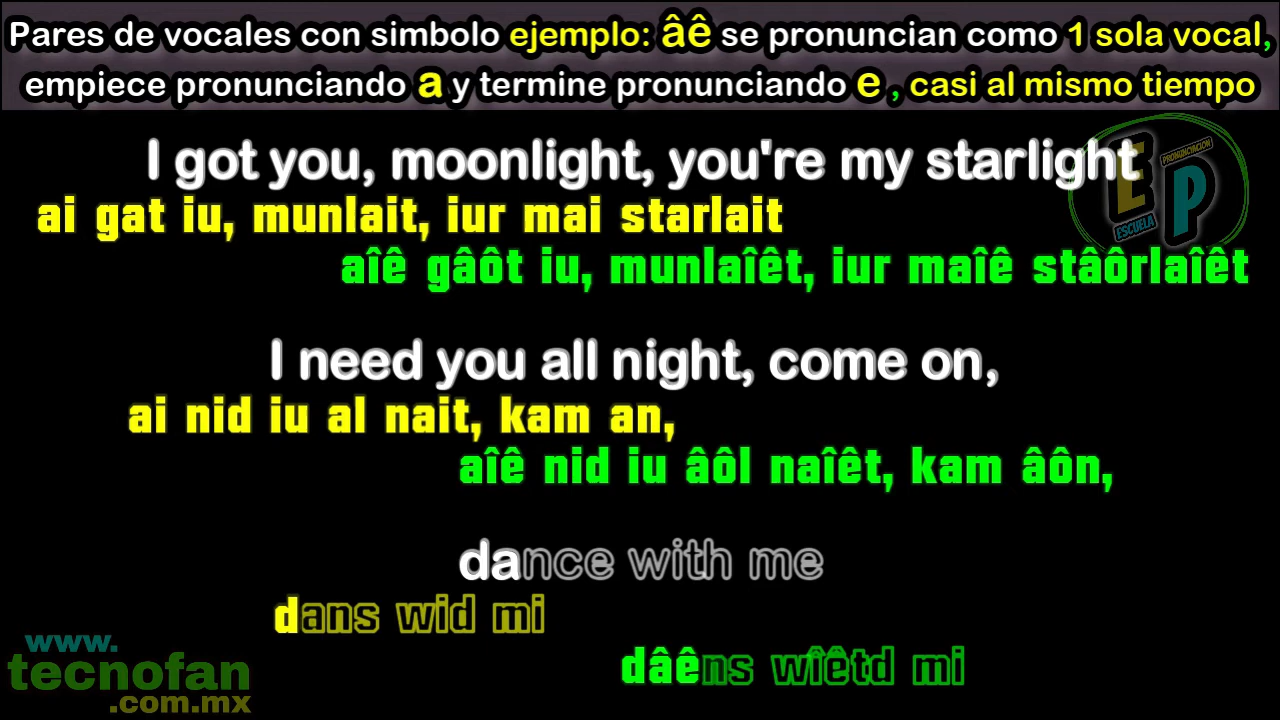 Pares de vocales con simbolo ejemplo: âê se pronuncian como 1 sola vocal,
empiece pronunciando a y termine pronunciando e , casi al mismo tiempo
E PRONUNCIACION
ESCUELA P
I got you, moonlight, you're my starlight
ai gat iu, munlait, iur mai starlait
aîê gâôt iu, munlaîêt, iur maîê stâôrlaîêt
I need you all night, come on,
ai nid iu al nait, kam an,
aîê nid iu âôl naîêt, kam âôn,
dance with me
dans wid mi
dâêns wîêtd mi
www.
tecnofan
.com.mx